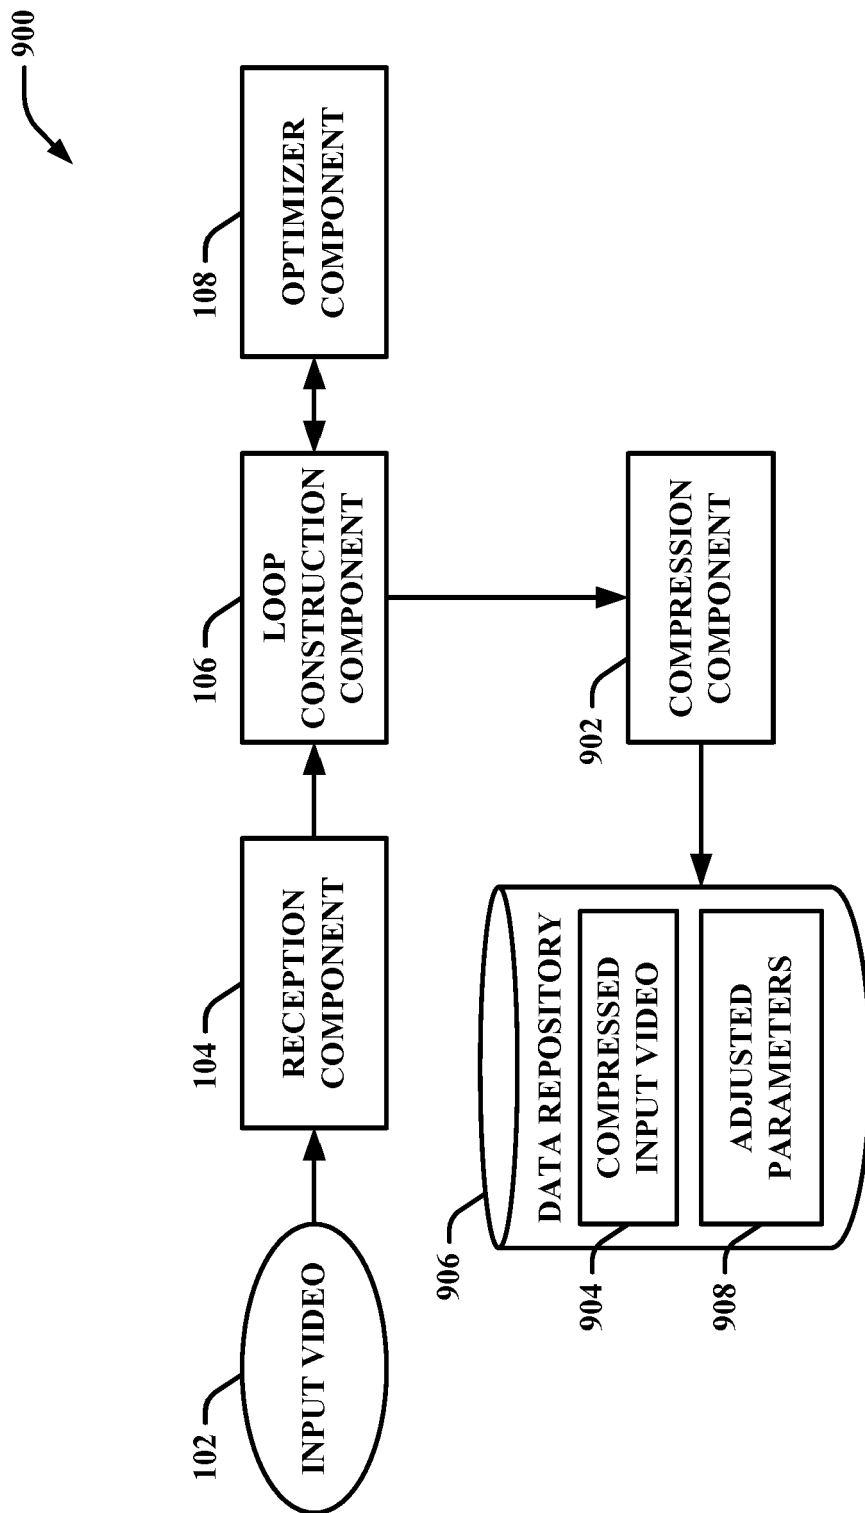 900
102
INPUT VIDEO
104
RECEPTION
COMPONENT
106
LOOP
CONSTRUCTION
COMPONENT
108
OPTIMIZER
COMPONENT
906
DATA REPOSITORY
904
COMPRESSED
INPUT VIDEO
908
ADJUSTED
PARAMETERS
902
COMPRESSION
COMPONENT